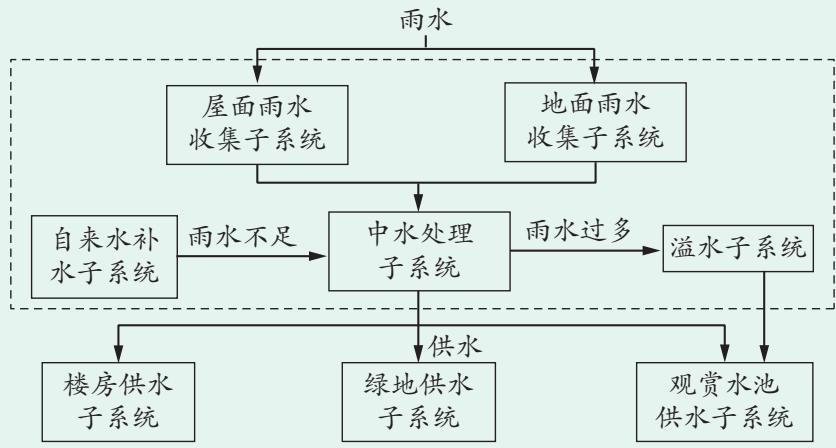 雨水
屋面雨水
收集子系统
地面雨水
收集子系统
自来水补
水子系统
雨水不足
中水处理
子系统
雨水过多
溢水子系统
供水
楼房供水
子系统
绿地供水
子系统
观赏水池
供水子系统